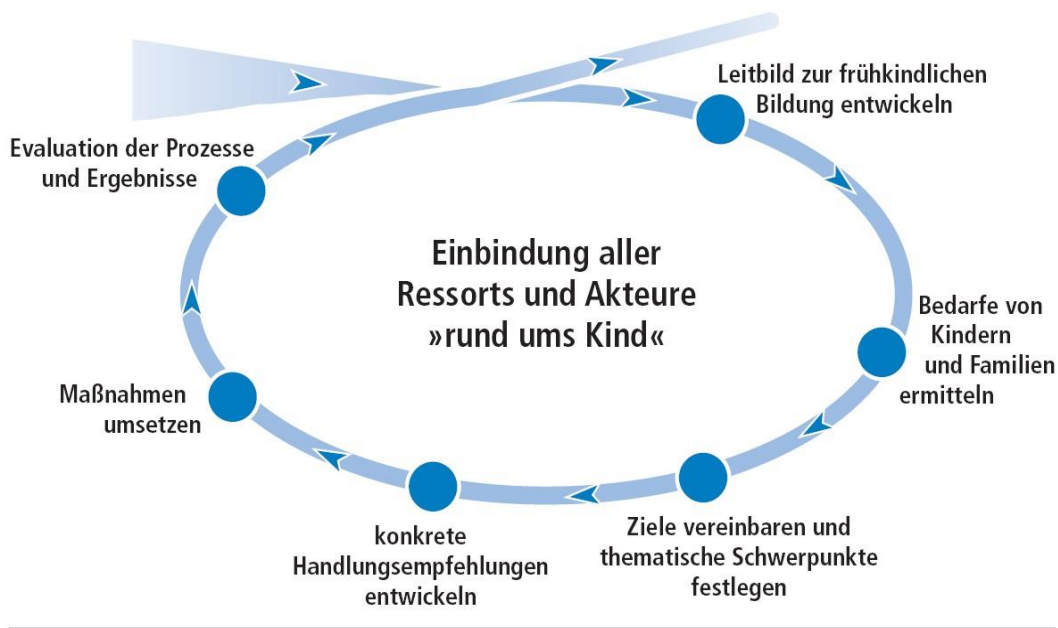 Leitbild zur frühkindlichen
Bildung entwickeln
Bedarfe von
Kindern
und Familien
ermitteln
Ziele vereinbaren und
thematische Schwerpunkte
festlegen
konkrete
Handlungsempfehlungen
entwickeln
Maßnahmen
umsetzen
Evaluation der Prozesse
und Ergebnisse
Einbindung aller
Ressorts und Akteure
»rund ums Kind«